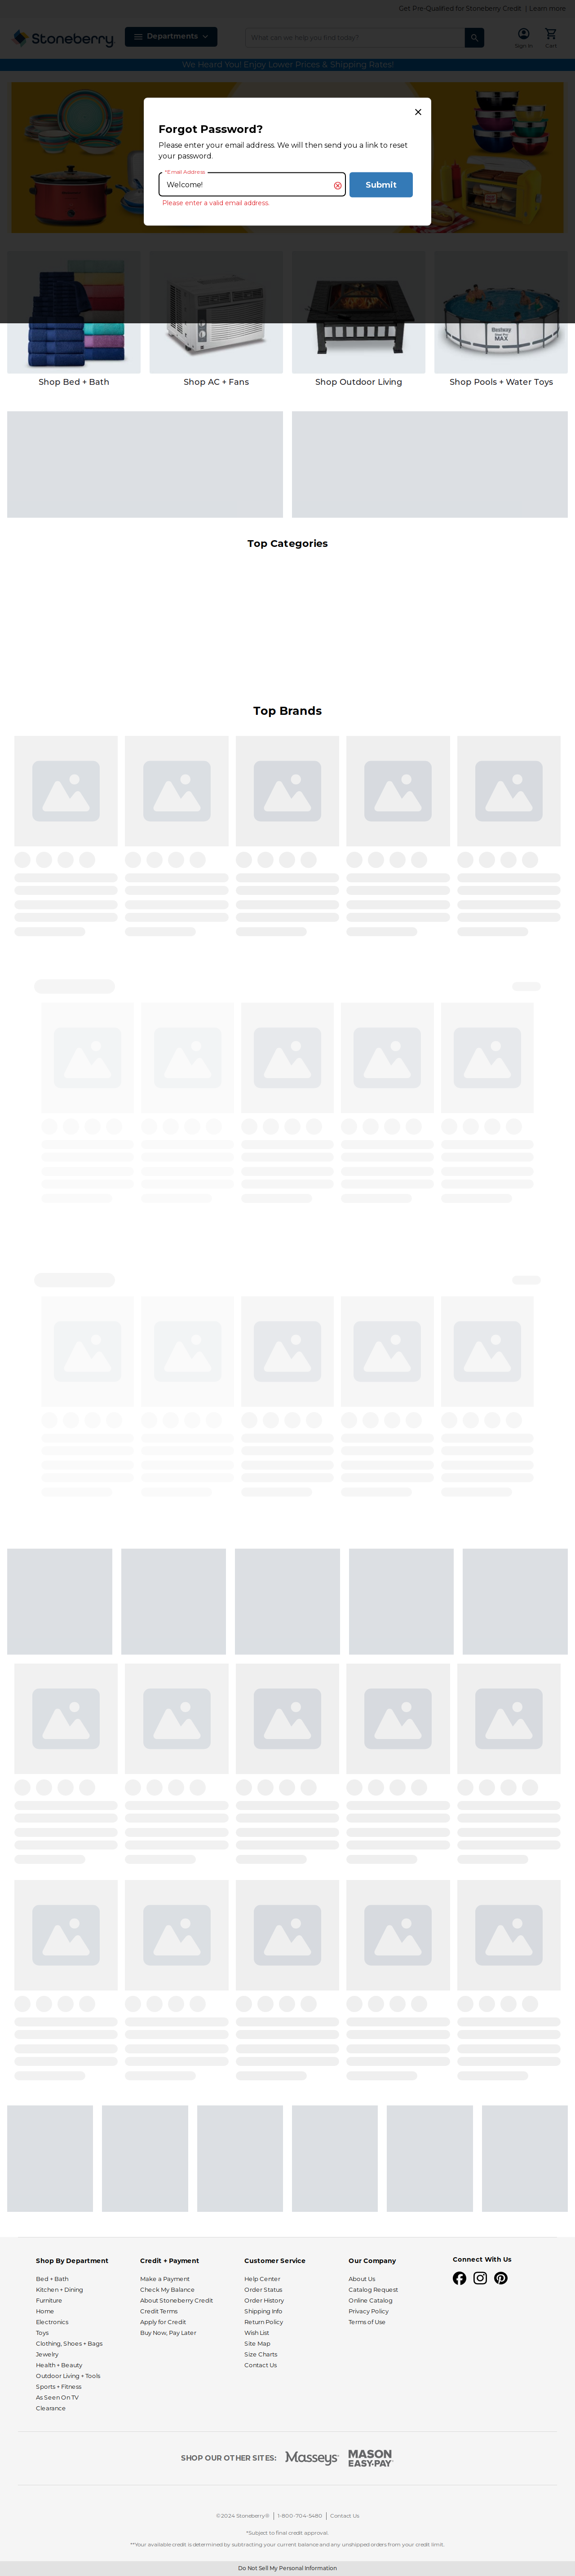 Get Pre-Qualified for Stoneberry Credit | Learn more
Stoneberry
Departments
What can we help you find today?
Sign In
Cart
We Heard You! Enjoy Lower Prices & Shipping Rates!
Forgot Password?
Please enter your email address. We will then send you a link to reset
your password.
*Email Address
Welcome!
Submit
Please enter a valid email address.
Bestway
MAX
Shop Bed + Bath
Shop AC + Fans
Shop Outdoor Living
Shop Pools + Water Toys
Top Categories
Top Brands
Shop By Department
Bed + Bath
Kitchen + Dining
Furniture
Home
Electronics
Toys
Clothing, Shoes + Bags
Jewelry
Health + Beauty
Outdoor Living + Tools
Sports + Fitness
As Seen On TV
Clearance
Credit + Payment
Make a Payment
Check My Balance
About Stoneberry Credit
Credit Terms
Apply for Credit
Buy Now, Pay Later
Customer Service
Help Center
Order Status
Order History
Shipping Info
Return Policy
Wish List
Site Map
Size Charts
Contact Us
Our Company
About Us
Catalog Request
Online Catalog
Privacy Policy
Terms of Use
Connect With Us
SHOP OUR OTHER SITES:
Masseys
MASON
EASY•PAY
©2024 Stoneberry® | 1-800-704-5480 | Contact Us
*Subject to final credit approval.
**Your available credit is determined by subtracting your current balance and any unshipped orders from your credit limit.
Do Not Sell My Personal Information